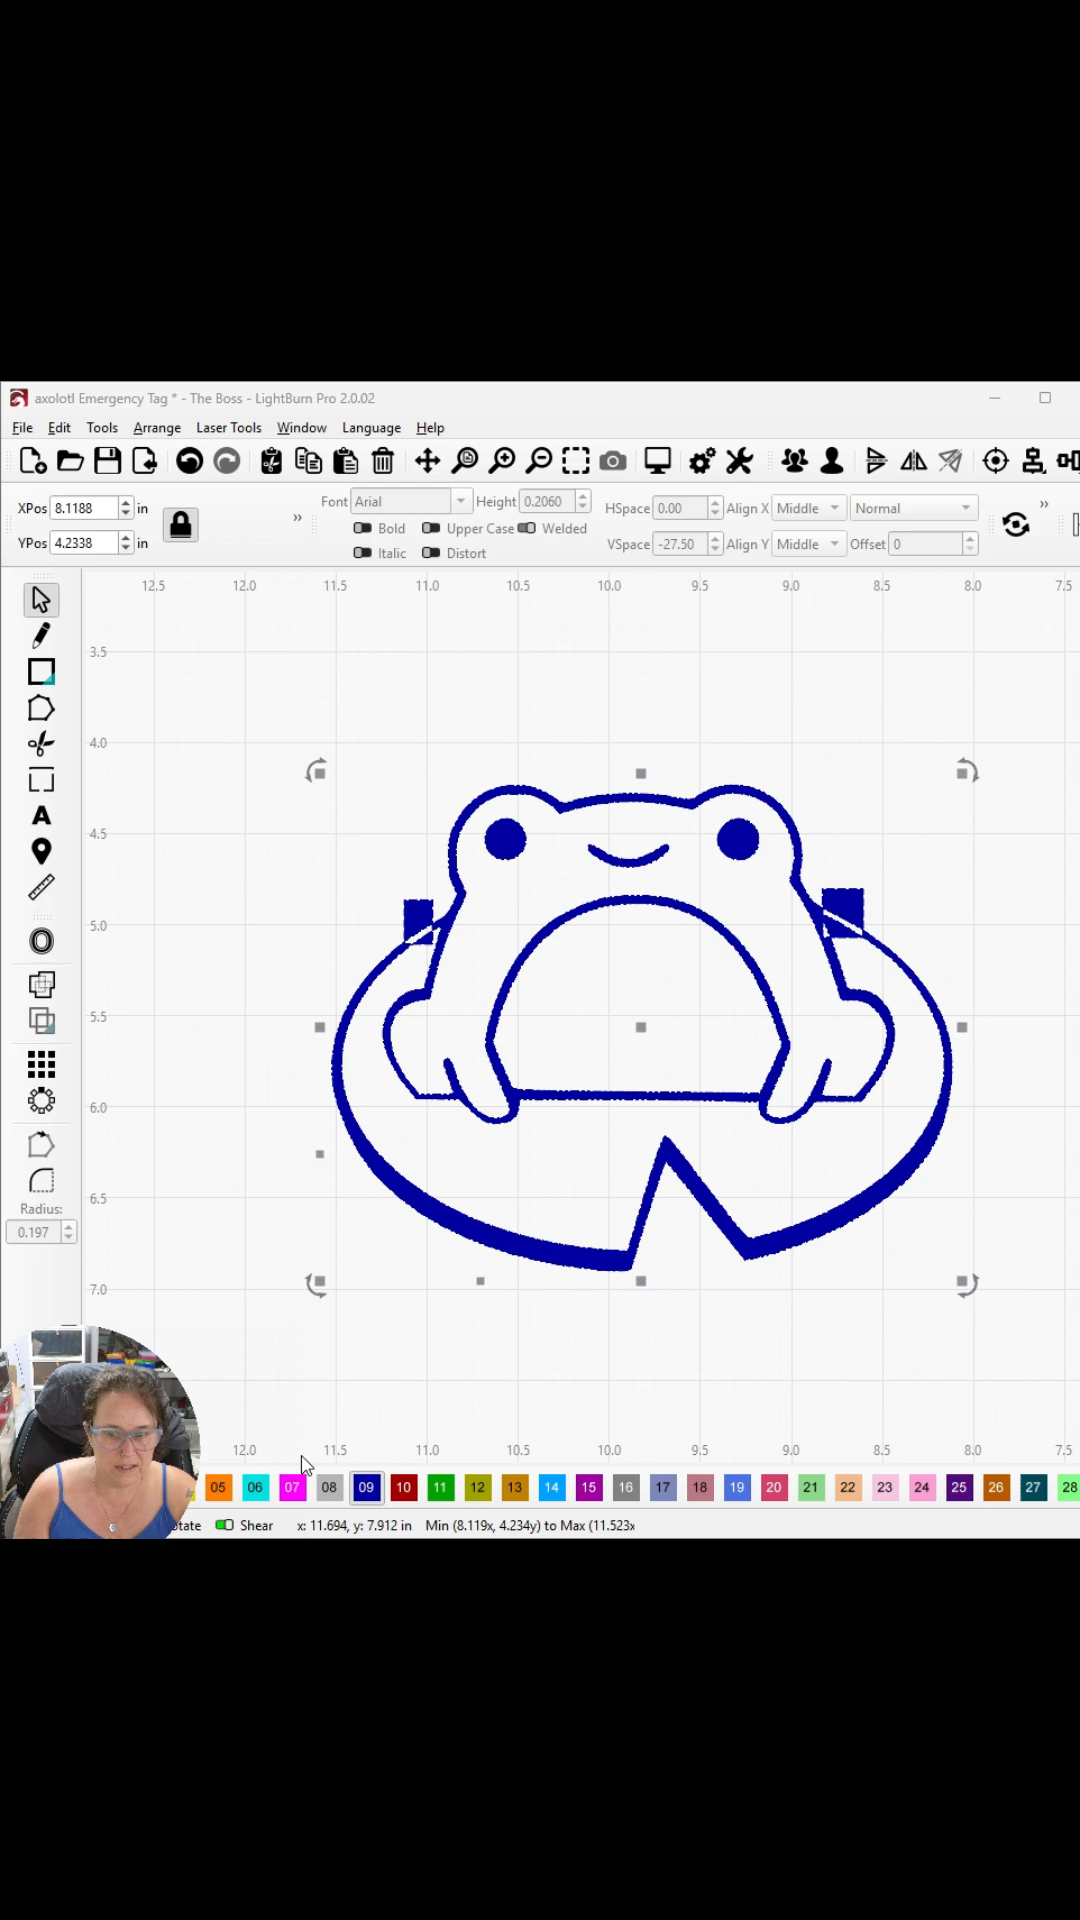 axolotl Emergency Tag * - The Boss - LightBurn Pro 2.0.02
File Edit Tools Arrange Laser Tools Window Language Help
XPos 8.1188 in
YPos 4.2338 in
Font Arial Height 0.2060 HSpace 0.00 Align X Middle Normal
Bold Upper Case Welded
Italic Distort VSpace -27.50 Align Y Middle Offset 0
12.5 12.0 11.5 11.0 10.5 10.0 9.5 9.0 8.5 8.0 7.5
3.5
4.0
4.5
5.0
5.5
6.0
6.5
7.0
Radius:
0.197
12.0 11.5 11.0 10.5 10.0 9.5 9.0 8.5 8.0
05 06 07 08 09 10 11 12 13 14 15 16 17 18 19 20 21 22 23 24 25 26 27 28
otate Shear x: 11.694, y: 7.912 in Min (8.119x, 4.234y) to Max (11.523x